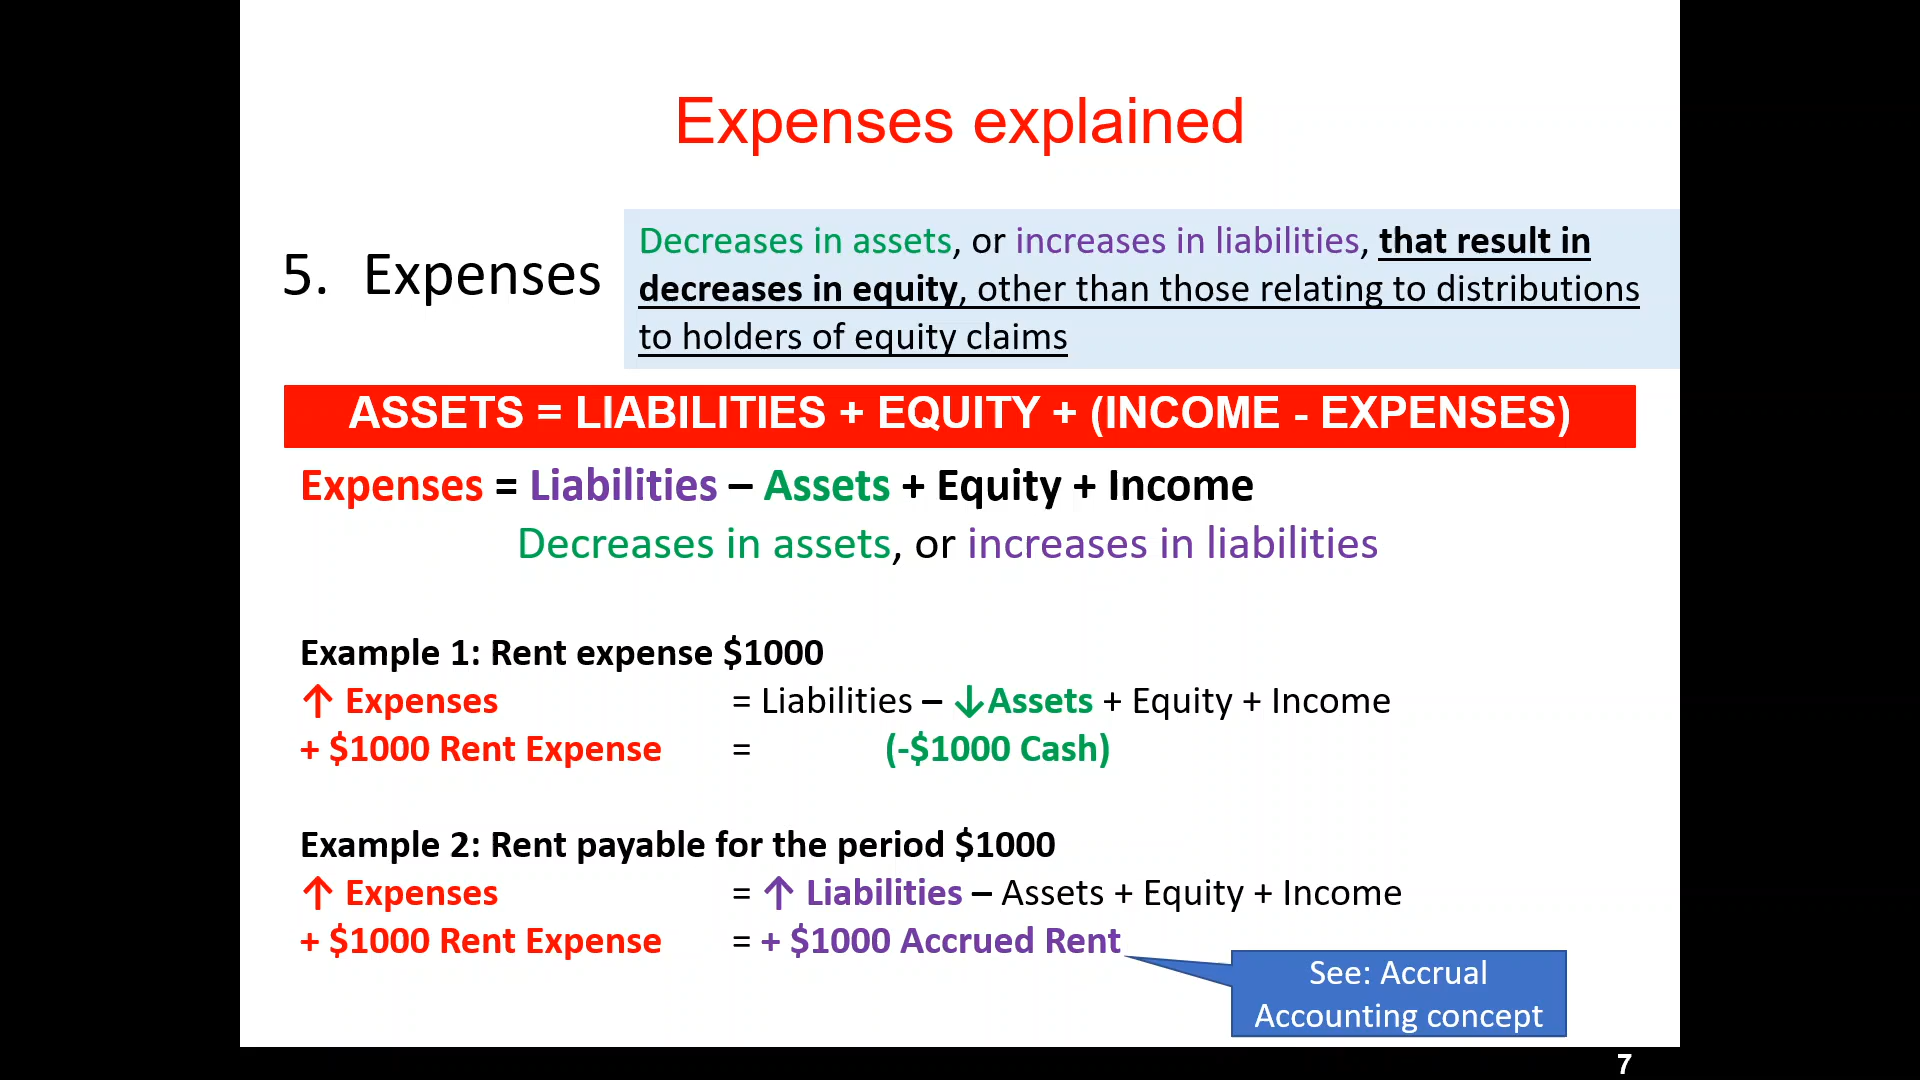 Expenses explained
5. Expenses
Decreases in assets, or increases in liabilities, that result in
decreases in equity, other than those relating to distributions
to holders of equity claims
ASSETS = LIABILITIES + EQUITY + (INCOME - EXPENSES)
Expenses = Liabilities – Assets + Equity + Income
Decreases in assets, or increases in liabilities
Example 1: Rent expense $1000
↑ Expenses = Liabilities – ↓Assets + Equity + Income
+ $1000 Rent Expense = (-$1000 Cash)
Example 2: Rent payable for the period $1000
↑ Expenses = ↑ Liabilities – Assets + Equity + Income
+ $1000 Rent Expense = + $1000 Accrued Rent
See: Accrual
Accounting concept
7